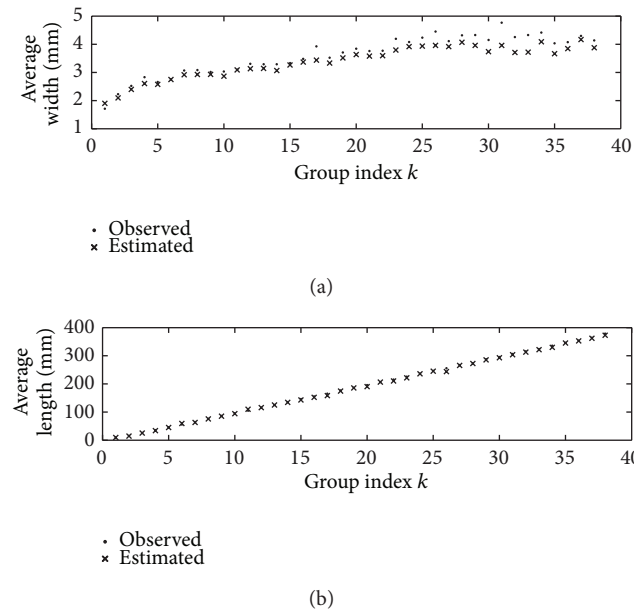 5
4
3
2
1
Average
width (mm)
0 5 10 15 20 25 30 35 40
Group index k
Observed
Estimated
(a)
400
300
200
100
0
Average
length (mm)
0 5 10 15 20 25 30 35 40
Group index k
Observed
Estimated
(b)